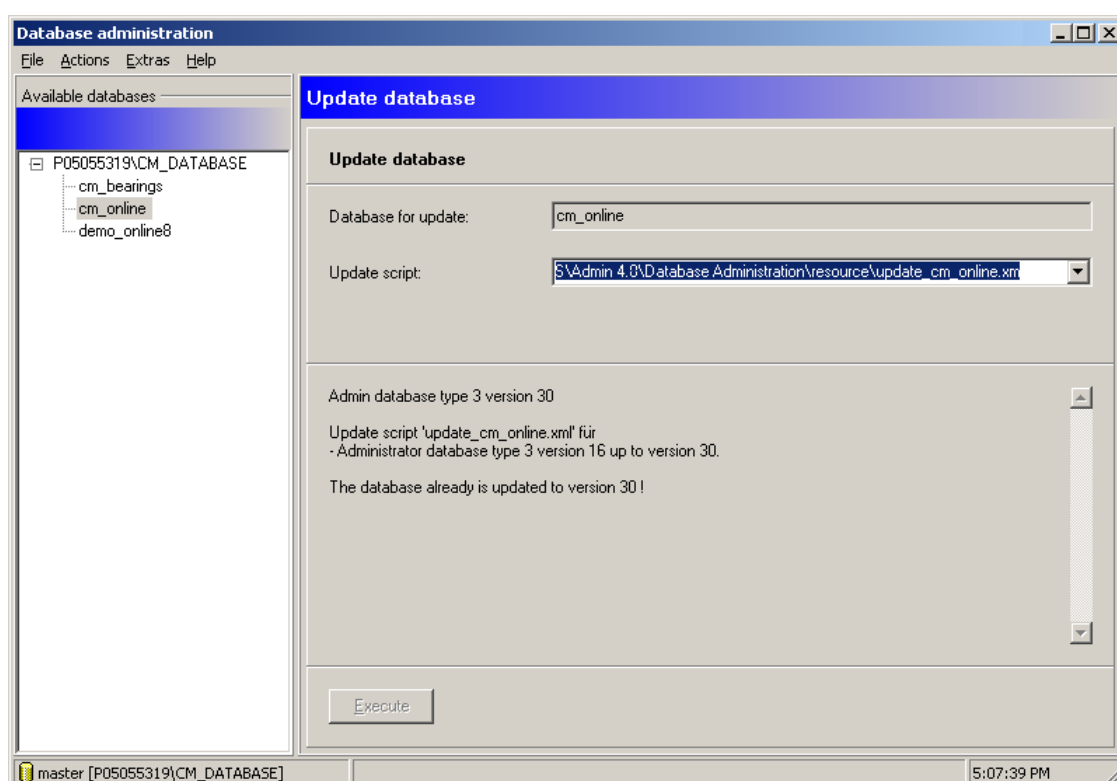 Database administration
File Actions Extras Help
Available databases
P05055319\CM_DATABASE
cm_bearings
cm_online
demo_online8
Update database
Update database
Database for update: cm_online
Update script: S\Admin 4.0\Database Administration\resource\update_cm_online.xm
Admin database type 3 version 30
Update script 'update_cm_online.xml' für
- Administrator database type 3 version 16 up to version 30.
The database already is updated to version 30 !
Execute
master [P05055319\CM_DATABASE]
5:07:39 PM